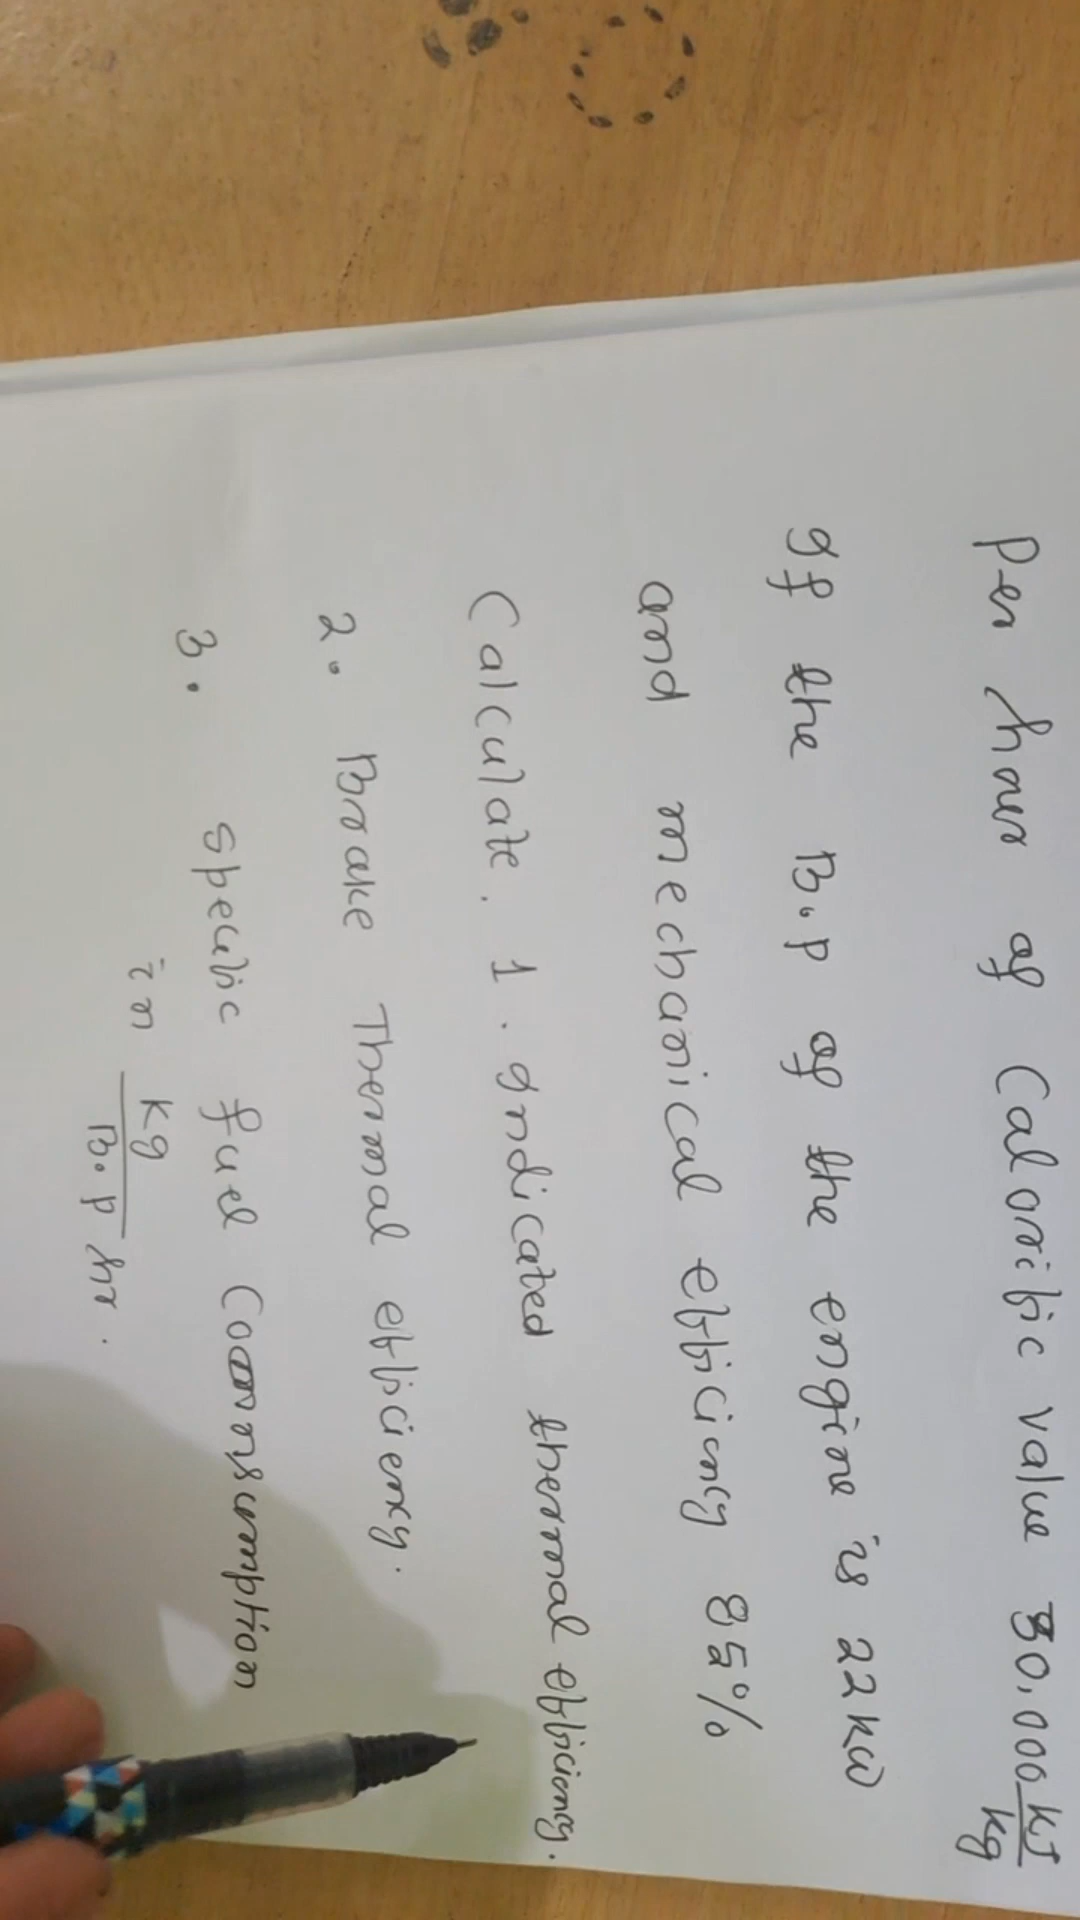 Per hour of Calorific value 30,000 kJ/kg
If the B.P of the engine is 22 kw
and mechanical efficiency 85%
Calculate. 1. Indicated thermal efficiency.
2. Brake Thermal efficiency.
3. specific fuel Consumption
in kg/B.P hr.